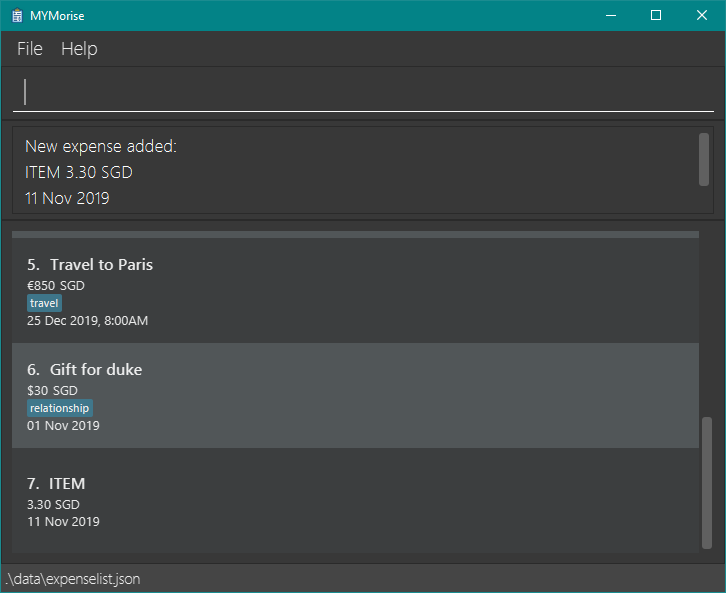 MYMorise
File Help
New expense added:
ITEM 3.30 SGD
11 Nov 2019
5. Travel to Paris
€850 SGD
travel
25 Dec 2019, 8:00AM
6. Gift for duke
$30 SGD
relationship
01 Nov 2019
7. ITEM
3.30 SGD
11 Nov 2019
.\data\expenselist.json